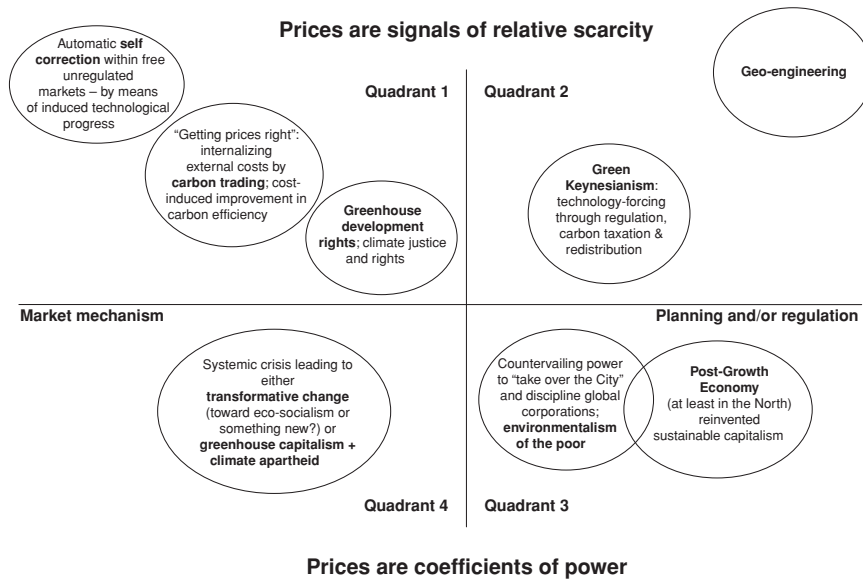 Prices are signals of relative scarcity
Automatic self
correction within free
unregulated
markets – by means
of induced technological
progress
Quadrant 1
Quadrant 2
Geo-engineering
“Getting prices right”:
internalizing
external costs by
carbon trading; cost-
induced improvement in
carbon efficiency
Greenhouse
development
rights; climate justice
and rights
Green
Keynesianism:
technology-forcing
through regulation,
carbon taxation &
redistribution
Market mechanism
Planning and/or regulation
Systemic crisis leading to
either
transformative change
(toward eco-socialism or
something new?) or
greenhouse capitalism +
climate apartheid
Countervailing power
to “take over the City”
and discipline global
corporations;
environmentalism
of the poor
Post-Growth
Economy
(at least in the North)
reinvented
sustainable capitalism
Quadrant 4
Quadrant 3
Prices are coefficients of power